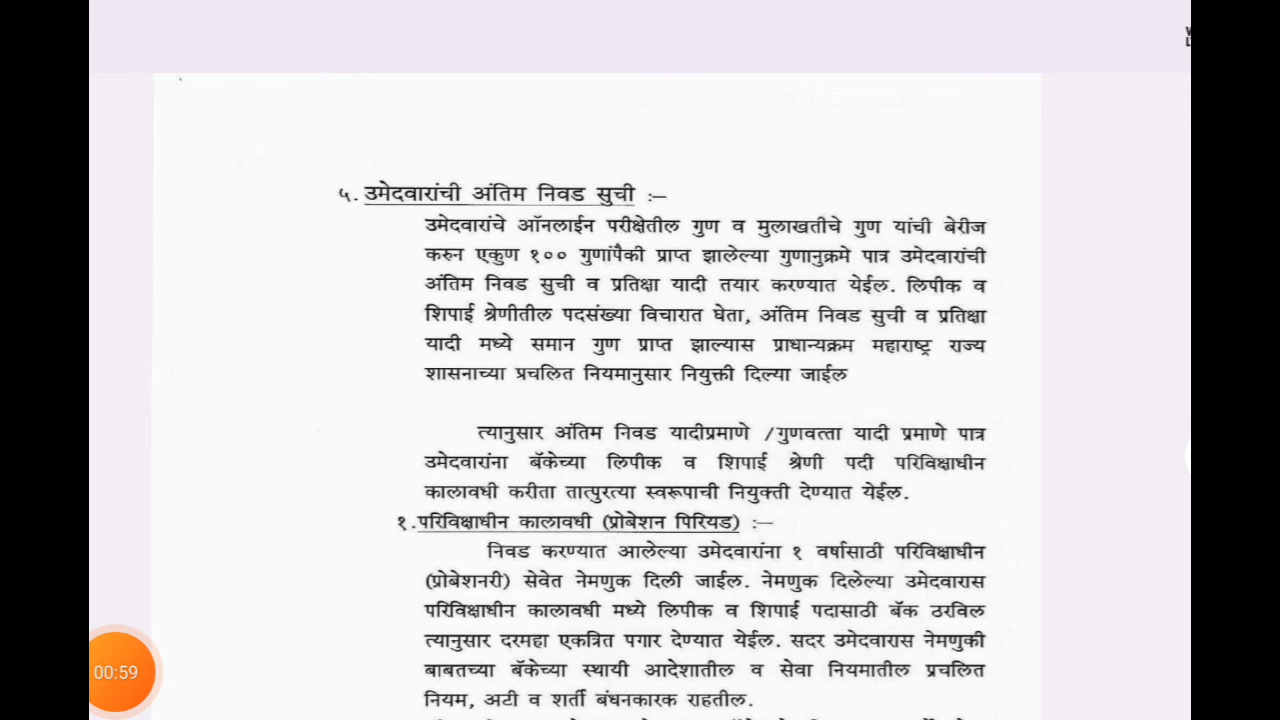 ५. उमेदवारांची अंतिम निवड सुची :–
उमेदवारांचे ऑनलाईन परीक्षेतील गुण व मुलाखतीचे गुण यांची बेरीज
करुन एकुण १०० गुणांपैकी प्राप्त झालेल्या गुणानुक्रमे पात्र उमेदवारांची
अंतिम निवड सुची व प्रतिक्षा यादी तयार करण्यात येईल. लिपीक व
शिपाई श्रेणीतील पदसंख्या विचारात घेता, अंतिम निवड सुची व प्रतिक्षा
यादी मध्ये समान गुण प्राप्त झाल्यास प्राधान्यक्रम महाराष्ट्र राज्य
शासनाच्या प्रचलित नियमानुसार नियुक्ती दिल्या जाईल
त्यानुसार अंतिम निवड यादीप्रमाणे /गुणवत्ता यादी प्रमाणे पात्र
उमेदवारांना बॅकेच्या लिपीक व शिपाई श्रेणी पदी परिविक्षाधीन
कालावधी करीता तात्पुरत्या स्वरूपाची नियुक्ती देण्यात येईल.
१. परिविक्षाधीन कालावधी (प्रोबेशन पिरियड) :–
निवड करण्यात आलेल्या उमेदवारांना १ वर्षासाठी परिविक्षाधीन
(प्रोबेशनरी) सेवेत नेमणुक दिली जाईल. नेमणुक दिलेल्या उमेदवारास
परिविक्षाधीन कालावधी मध्ये लिपीक व शिपाई पदासाठी बॅक ठरविल
त्यानुसार दरमहा एकत्रित पगार देण्यात येईल. सदर उमेदवारास नेमणुकी
बाबतच्या बॅकेच्या स्थायी आदेशातील व सेवा नियमातील प्रचलित
नियम, अटी व शर्ती बंधनकारक राहतील.
00:59